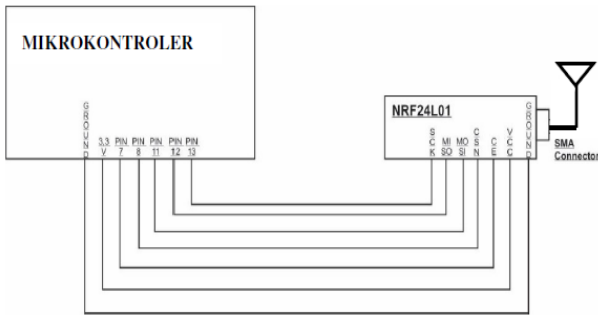 MIKROKONTROLER
GROUND
3,3 V
PIN 7
PIN 8
PIN 11
PIN 12
PIN 13
NRF24L01
SCK
MISO
MOSI
CSN
CE
VCC
GROUND
SMA
Connector